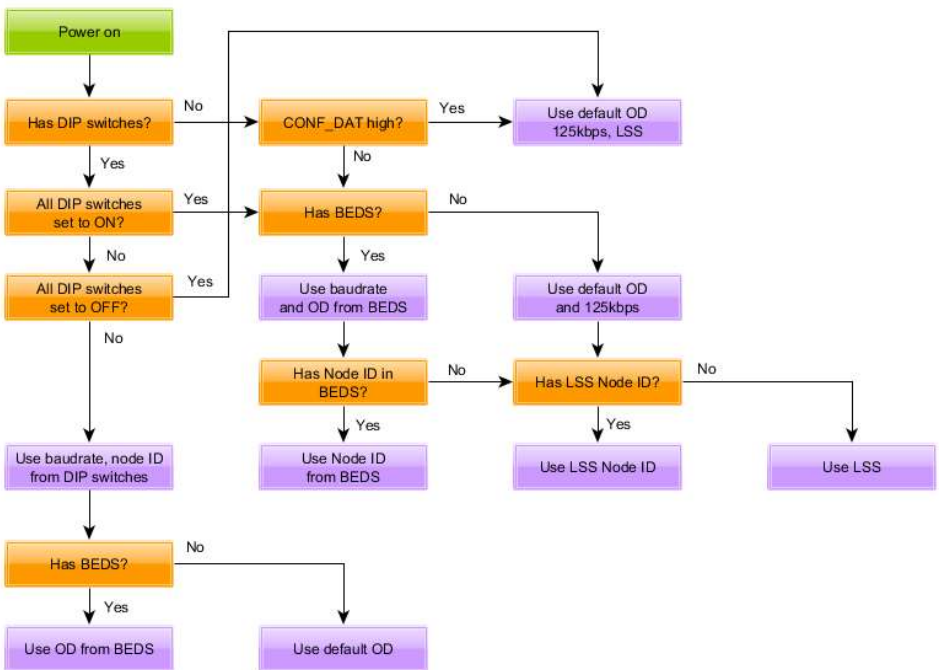 Power on
Has DIP switches?
No
CONF_DAT high?
Yes
Use default OD
125kbps, LSS
Yes
No
All DIP switches
set to ON?
Yes
Has BEDS?
No
No
Yes
All DIP switches
set to OFF?
Yes
Use baudrate
and OD from BEDS
Use default OD
and 125kbps
No
Has Node ID in
BEDS?
No
Has LSS Node ID?
No
Yes
Yes
Use baudrate, node ID
from DIP switches
Use Node ID
from BEDS
Use LSS Node ID
Use LSS
Has BEDS?
No
Yes
Use OD from BEDS
Use default OD